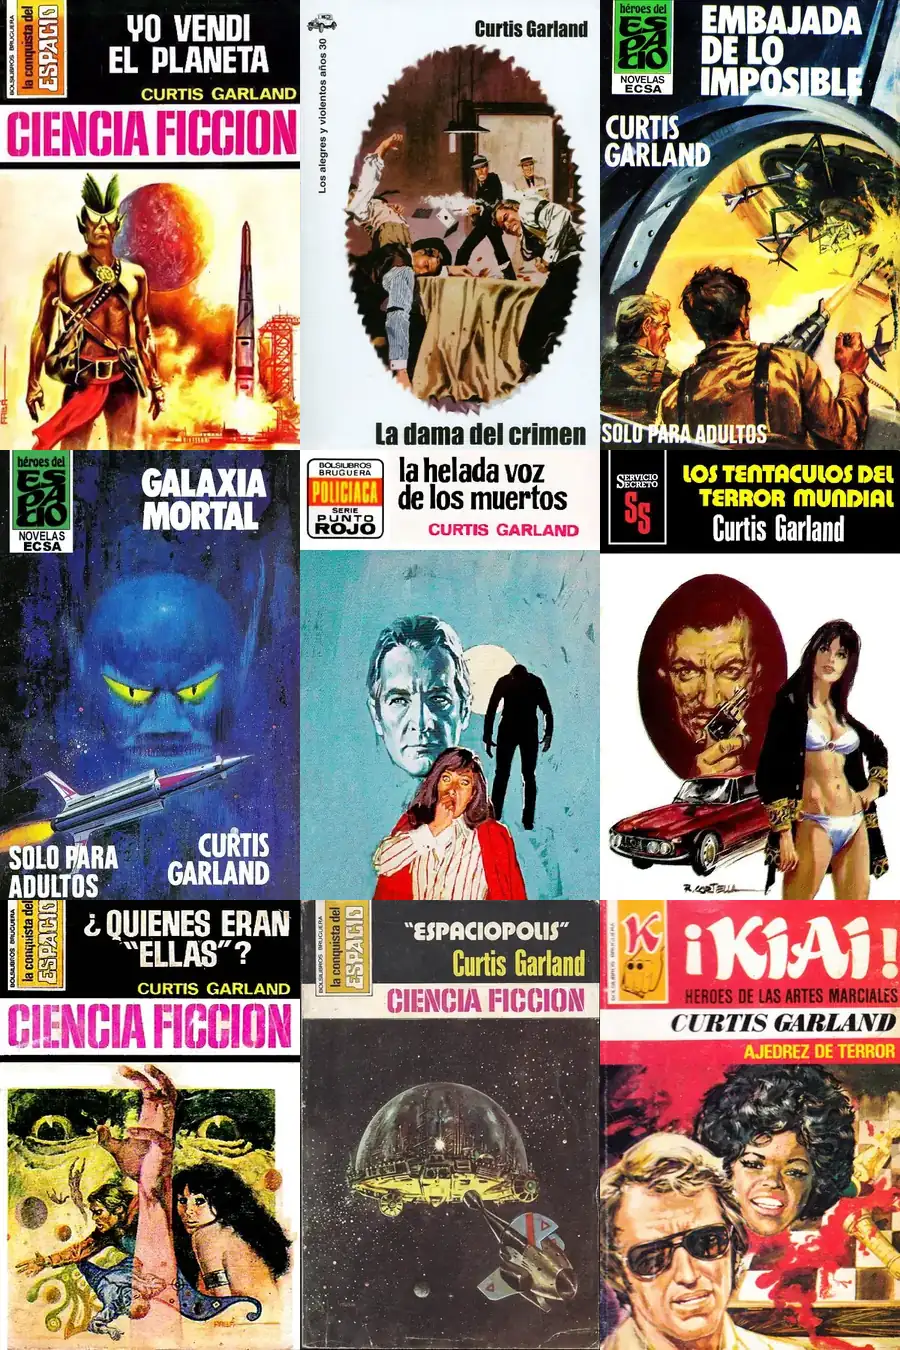 BOLSILIBROS BRUGUERA
la conquista del
ESPACIO
YO VENDI
EL PLANETA
CURTIS GARLAND
CIENCIA FICCION
Los alegres y violentos años 30
Curtis Garland
La dama del crimen
héroes del
ESPACIO
NOVELAS
ECSA
EMBAJADA
DE LO
IMPOSIBLE
CURTIS
GARLAND
SOLO PARA ADULTOS
héroes del
ESPACIO
NOVELAS
ECSA
GALAXIA
MORTAL
SOLO PARA
ADULTOS
CURTIS
GARLAND
BOLSILIBROS
BRUGUERA
POLICIACA
SERIE
PUNTO
ROJO
la helada voz
de los muertos
CURTIS GARLAND
SERVICIO
SECRETO
SS
LOS TENTACULOS DEL
TERROR MUNDIAL
Curtis Garland
R. CORTIELLA
BOLSILIBROS BRUGUERA
la conquista del
ESPACIO
¿QUIENES ERAN
"ELLAS"?
CURTIS GARLAND
CIENCIA FICCION
BOLSILIBROS BRUGUERA
la conquista del
ESPACIO
"ESPACIOPOLIS"
Curtis Garland
CIENCIA FICCION
K
¡KIAI!
HEROES DE LAS ARTES MARCIALES
CURTIS GARLAND
AJEDREZ DE TERROR